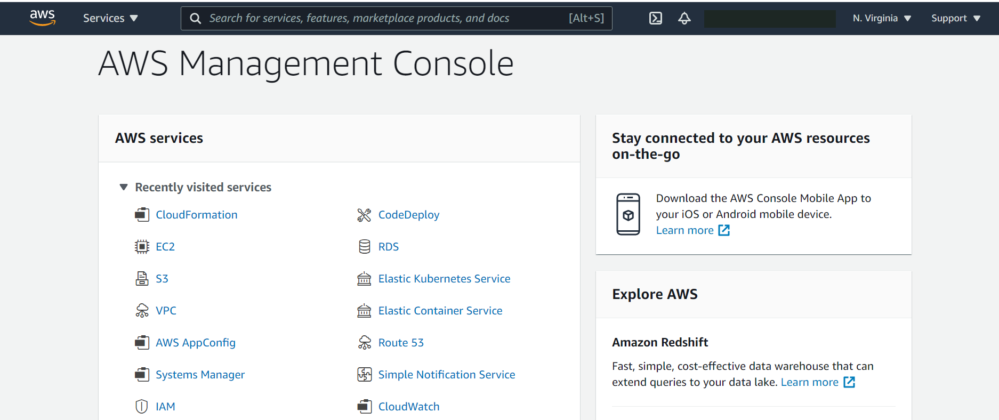 aws
Services
Search for services, features, marketplace products, and docs
[Alt+S]
N. Virginia
Support
AWS Management Console
AWS services
Recently visited services
CloudFormation
CodeDeploy
EC2
RDS
S3
Elastic Kubernetes Service
VPC
Elastic Container Service
AWS AppConfig
Route 53
Systems Manager
Simple Notification Service
IAM
CloudWatch
Stay connected to your AWS resources
on-the-go
Download the AWS Console Mobile App to
your iOS or Android mobile device.
Learn more
Explore AWS
Amazon Redshift
Fast, simple, cost-effective data warehouse that can
extend queries to your data lake. Learn more